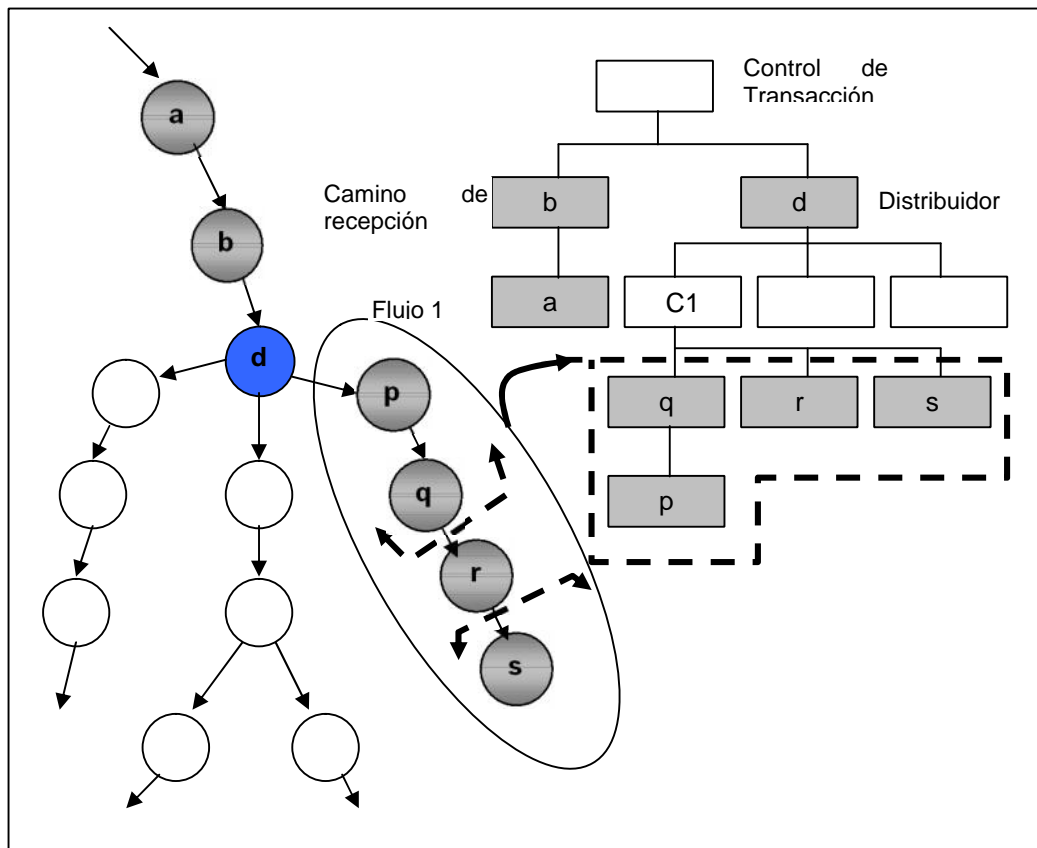 a
b
d
Flujo 1
p
q
r
s
Control de
Transacción
Camino de
recepción
b
d
Distribuidor
a
C1
q
r
s
p